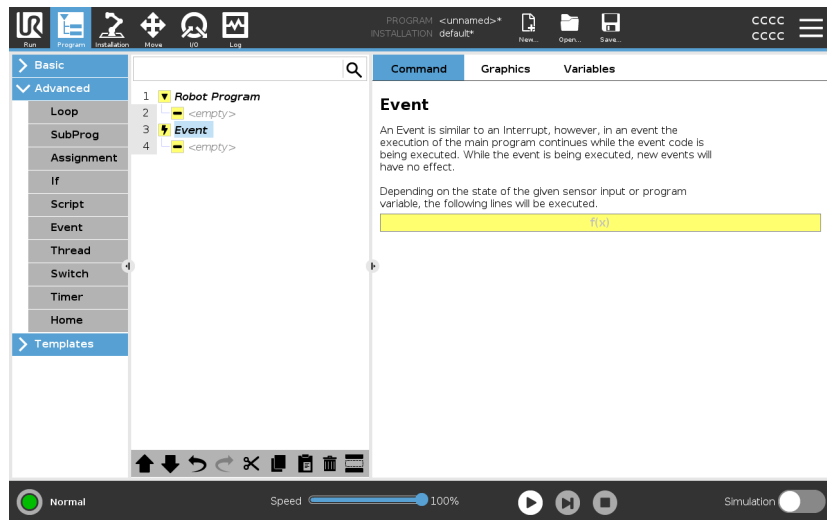 PROGRAM <unnamed>*
INSTALLATION default*
CCCC
CCCC
UR
Run
Program
Installation
Move
I/O
Log
New...
Open...
Save...
Basic
Advanced
Loop
SubProg
Assignment
If
Script
Event
Thread
Switch
Timer
Home
Templates
1 Robot Program
2 <empty>
3 Event
4 <empty>
Command
Graphics
Variables
Event
An Event is similar to an Interrupt, however, in an event the
execution of the main program continues while the event code is
being executed. While the event is being executed, new events will
have no effect.
Depending on the state of the given sensor input or program
variable, the following lines will be executed.
f(x)
Normal
Speed
100%
Simulation